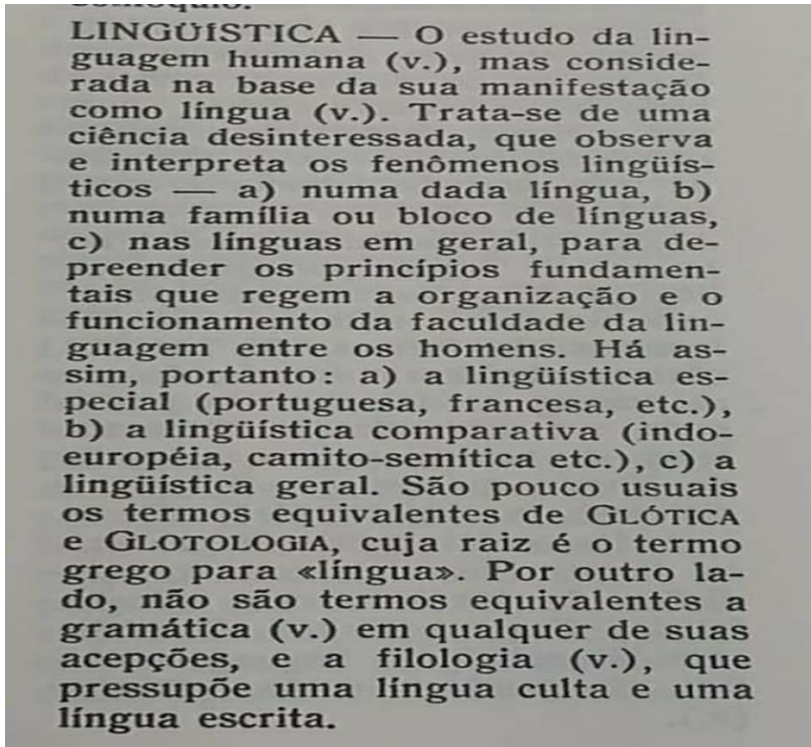 LINGÜÍSTICA — O estudo da lin-
guagem humana (v.), mas conside-
rada na base da sua manifestação
como língua (v.). Trata-se de uma
ciência desinteressada, que observa
e interpreta os fenômenos lingüís-
ticos — a) numa dada língua, b)
numa família ou bloco de línguas,
c) nas línguas em geral, para de-
preender os princípios fundamen-
tais que regem a organização e o
funcionamento da faculdade da lin-
guagem entre os homens. Há as-
sim, portanto: a) a lingüística es-
pecial (portuguesa, francesa, etc.),
b) a lingüística comparativa (indo-
européia, camito-semítica etc.), c) a
lingüística geral. São pouco usuais
os termos equivalentes de GLÓTICA
e GLOTOLOGIA, cuja raiz é o termo
grego para «língua». Por outro la-
do, não são termos equivalentes a
gramática (v.) em qualquer de suas
acepções, e a filologia (v.), que
pressupõe uma língua culta e uma
língua escrita.